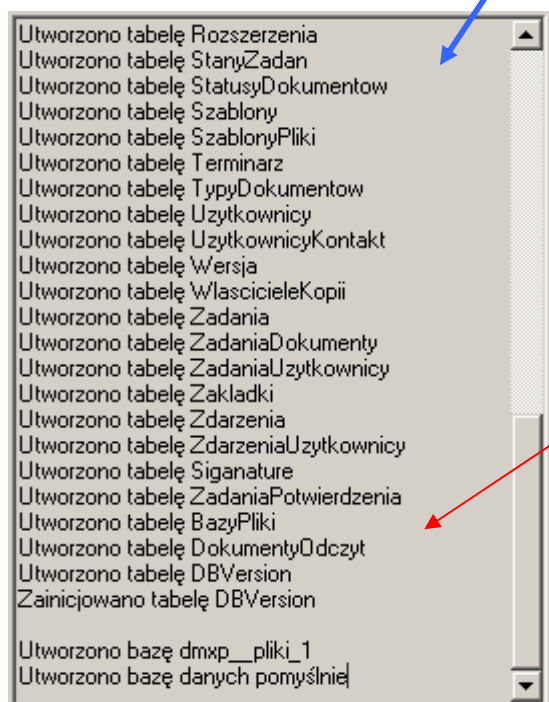 Utworzono tabelę Rozszerzenia
Utworzono tabelę StanyZadan
Utworzono tabelę StatusyDokumentow
Utworzono tabelę Szablony
Utworzono tabelę SzablonyPliki
Utworzono tabelę Terminarz
Utworzono tabelę TypyDokumentow
Utworzono tabelę Uzytkownicy
Utworzono tabelę UzytkownicyKontakt
Utworzono tabelę Wersja
Utworzono tabelę WlascicieleKopii
Utworzono tabelę Zadania
Utworzono tabelę ZadaniaDokumenty
Utworzono tabelę ZadaniaUzytkownicy
Utworzono tabelę Zakladki
Utworzono tabelę Zdarzenia
Utworzono tabelę ZdarzeniaUzytkownicy
Utworzono tabelę Siganature
Utworzono tabelę ZadaniaPotwierdzenia
Utworzono tabelę BazyPliki
Utworzono tabelę DokumentyOdczyt
Utworzono tabelę DBVersion
Zainicjowano tabelę DBVersion
Utworzono bazę dmxp__pliki_1
Utworzono bazę danych pomyślnie